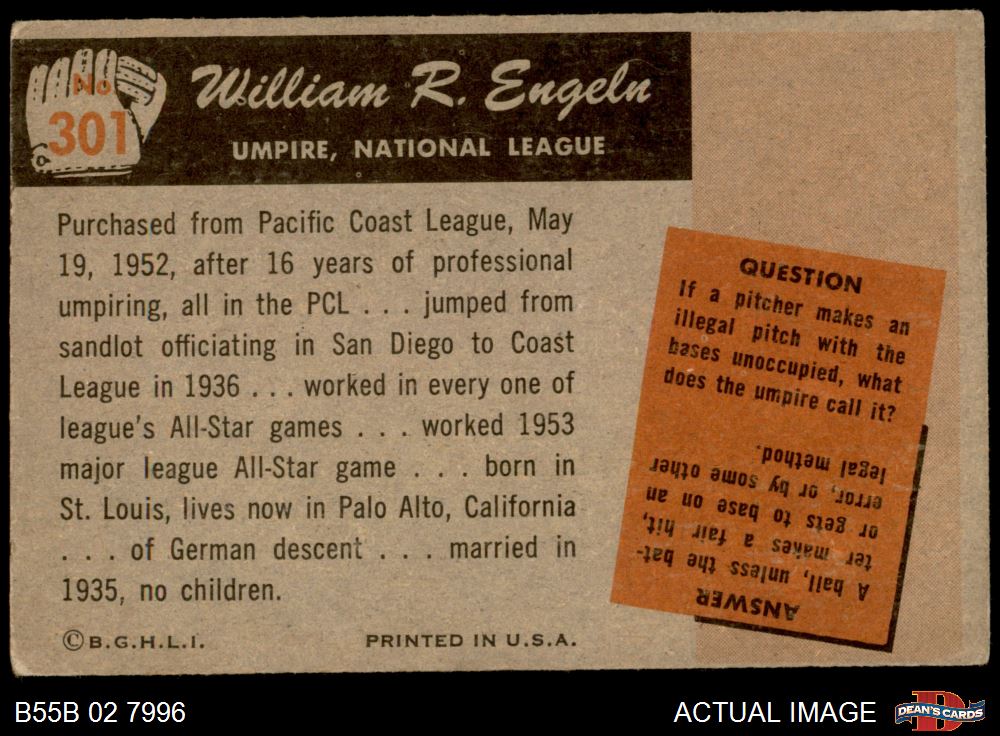 No
301
William R. Engeln
UMPIRE, NATIONAL LEAGUE
Purchased from Pacific Coast League, May
19, 1952, after 16 years of professional
umpiring, all in the PCL . . . jumped from
sandlot officiating in San Diego to Coast
League in 1936 . . . worked in every one of
league's All-Star games . . . worked 1953
major league All-Star game . . . born in
St. Louis, lives now in Palo Alto, California
. . . of German descent . . . married in
1935, no children.
©B.G.H.L.I.
PRINTED IN U.S.A.
QUESTION
If a pitcher makes an
illegal pitch with the
bases unoccupied, what
does the umpire call it?
ANSWER
A ball, unless the bat-
ter makes a fair hit,
or gets to base on an
error, or by some other
legal method.
B55B 02 7996
ACTUAL IMAGE
DEAN'S CARDS